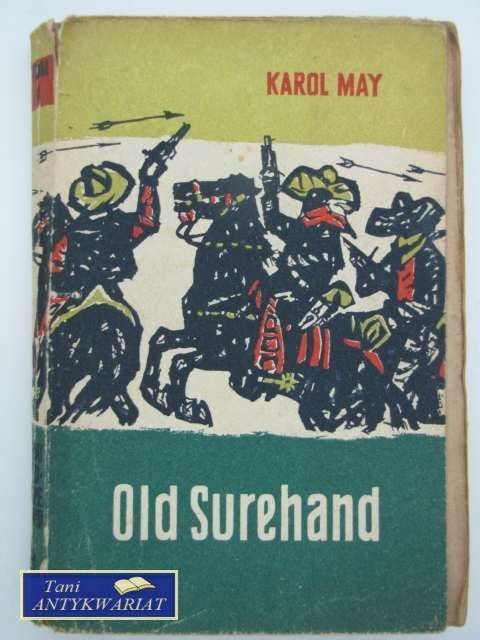 KAROL MAY
Old Surehand
Tani
ANTYKWARIAT